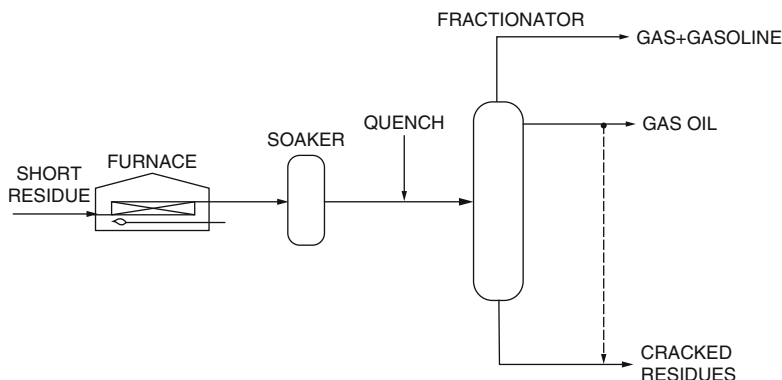 FRACTIONATOR
GAS+GASOLINE
QUENCH
GAS OIL
SOAKER
FURNACE
SHORT
RESIDUE
CRACKED
RESIDUES